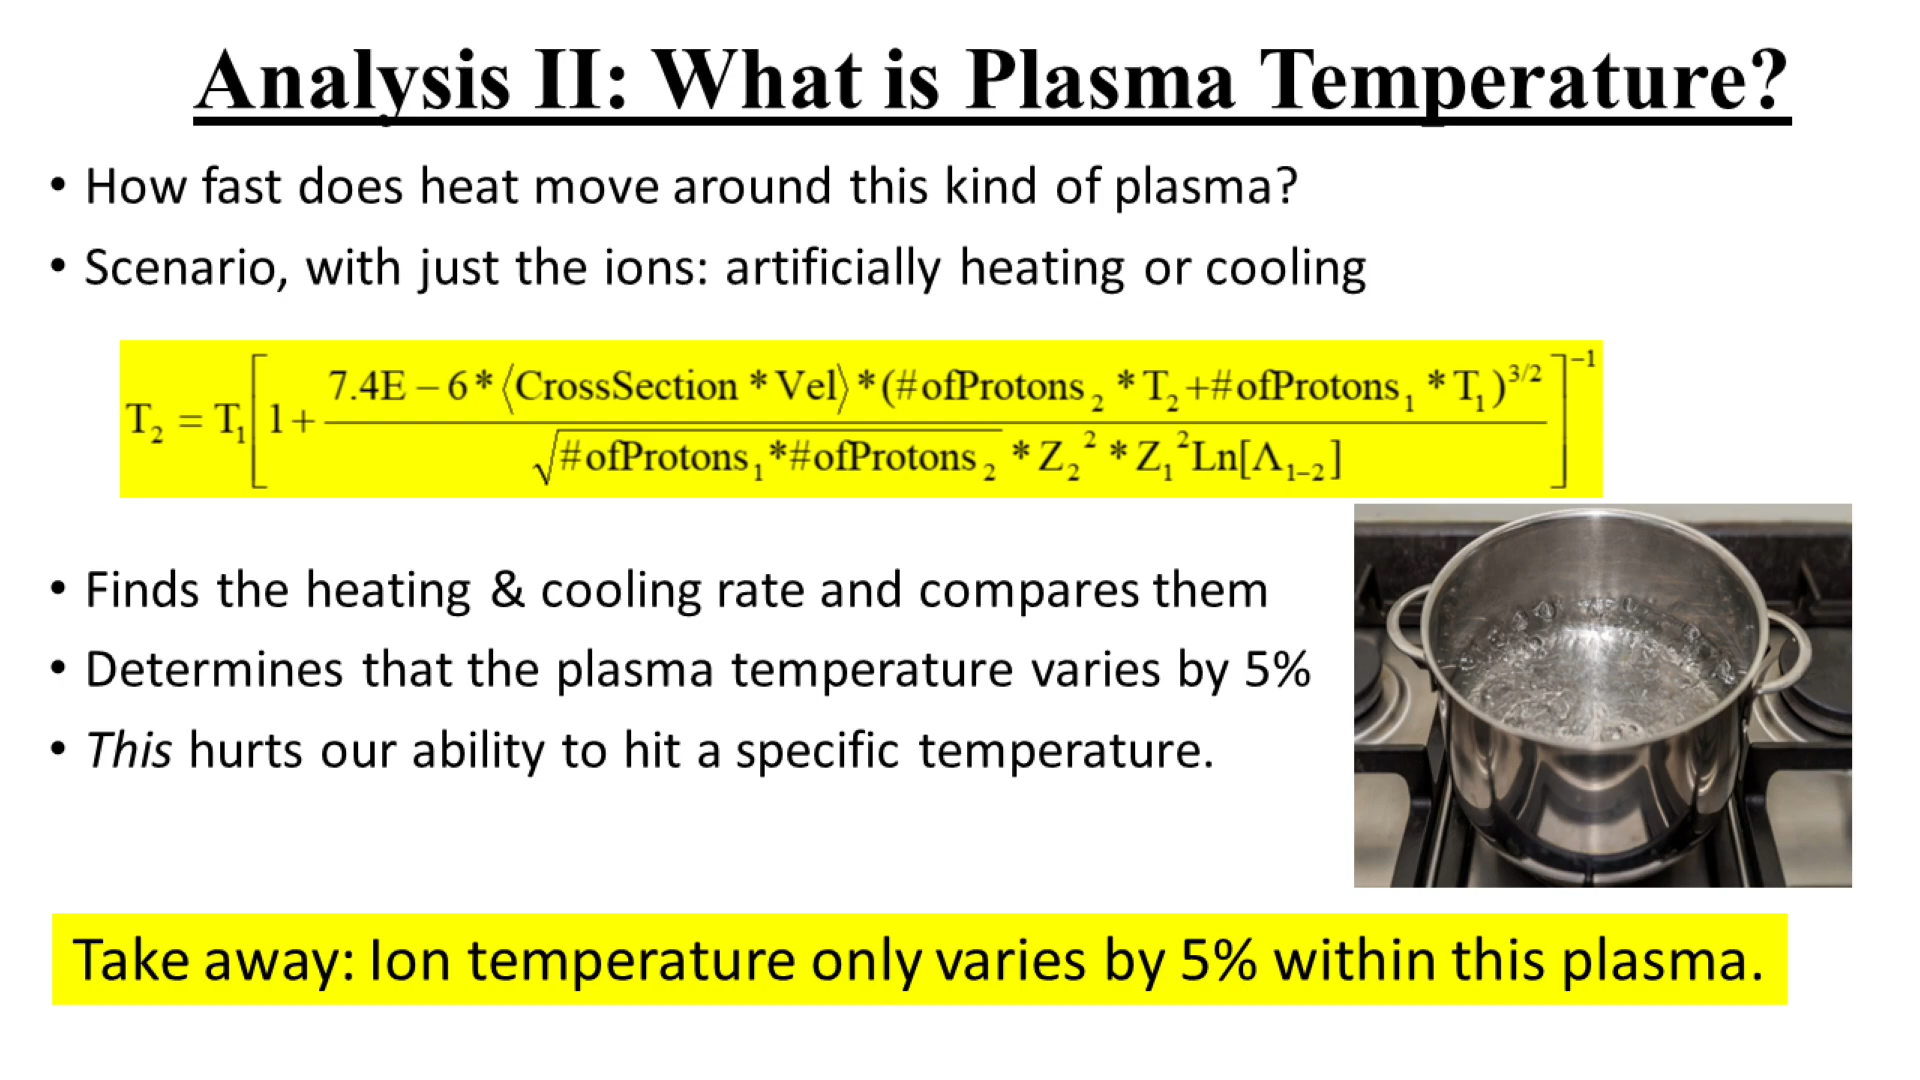 Analysis II: What is Plasma Temperature?
• How fast does heat move around this kind of plasma?
• Scenario, with just the ions: artificially heating or cooling
T₂ = T₁[1+ (7.4E − 6 * ⟨CrossSection * Vel⟩ * (#ofProtons₂ * T₂+#ofProtons₁ * T₁)^3/2) / (√(#ofProtons₁*#ofProtons₂) * Z₂² * Z₁²Ln[Λ₁₋₂])]⁻¹
• Finds the heating & cooling rate and compares them
• Determines that the plasma temperature varies by 5%
• This hurts our ability to hit a specific temperature.
Take away: Ion temperature only varies by 5% within this plasma.